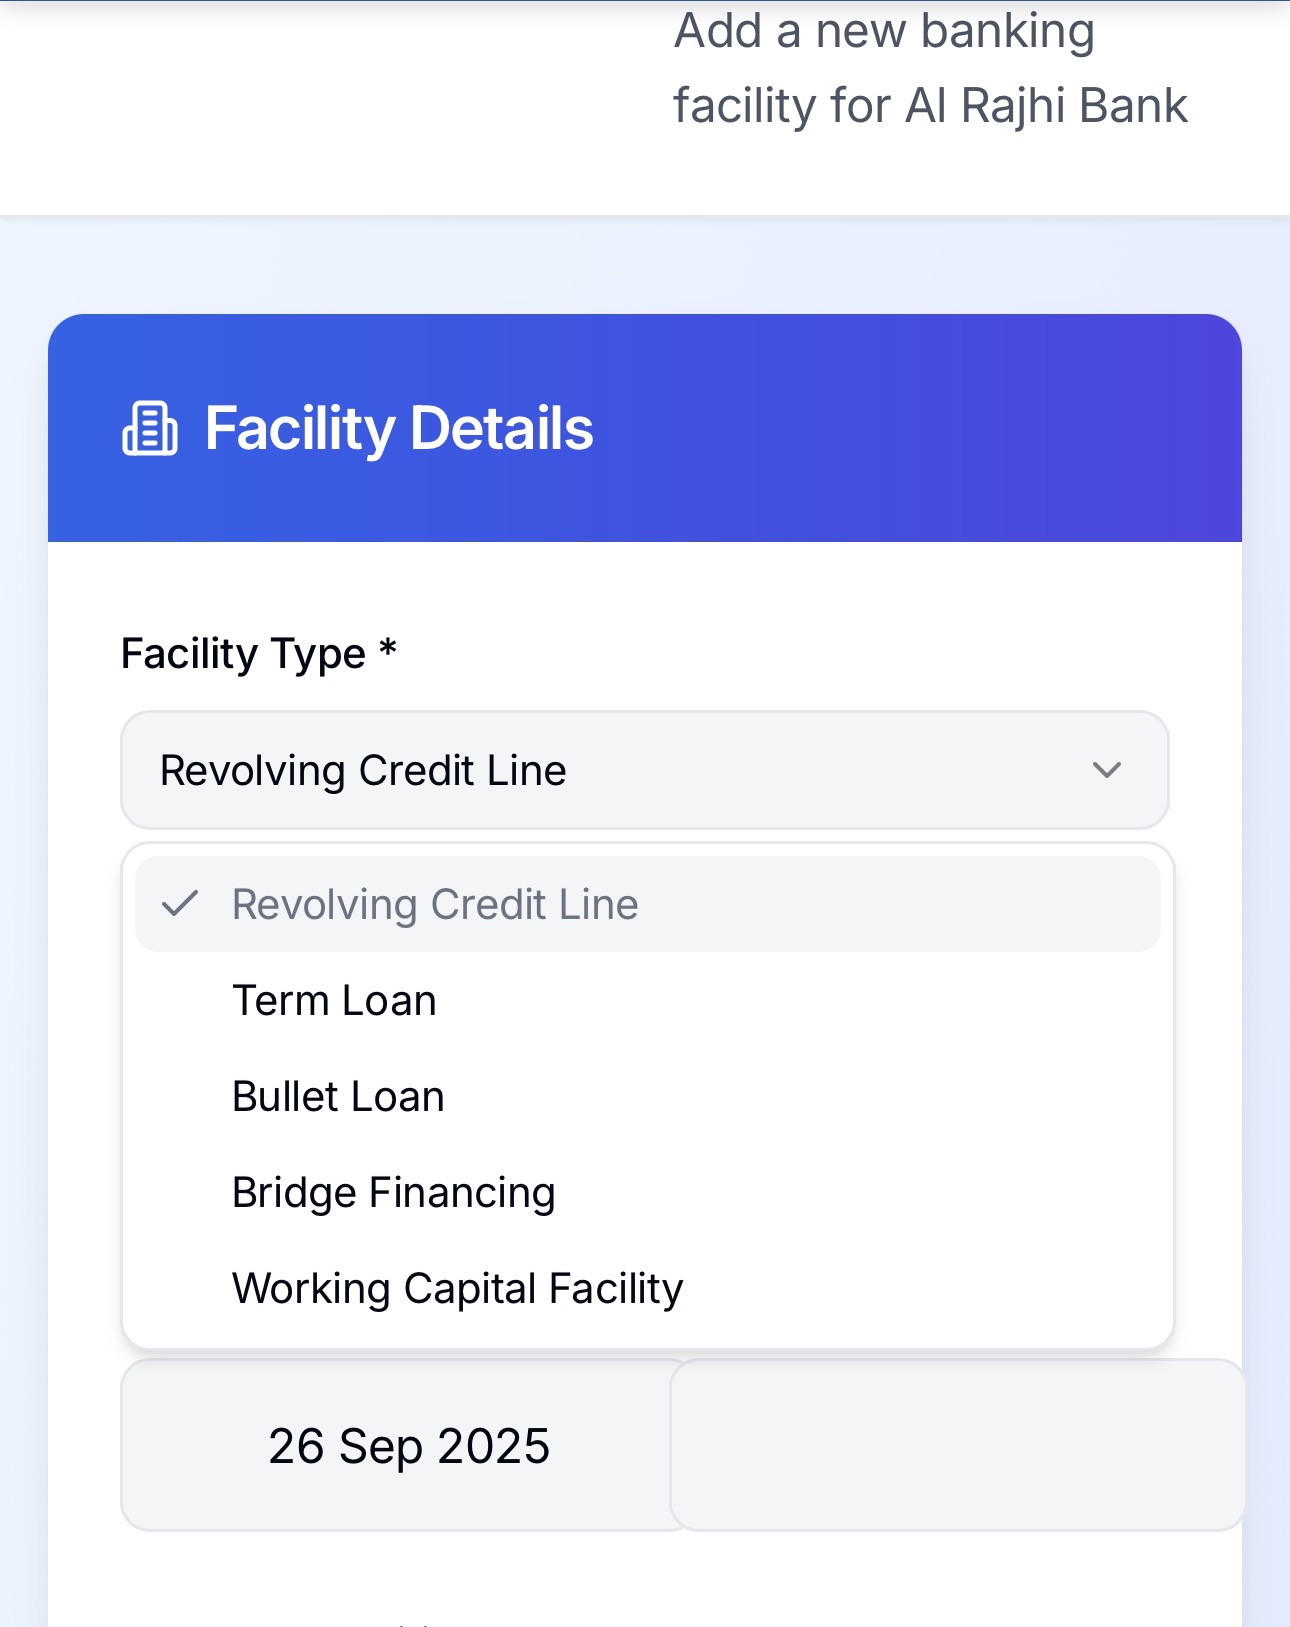 Add a new banking
facility for Al Rajhi Bank
Facility Details
Facility Type *
Revolving Credit Line
Revolving Credit Line
Term Loan
Bullet Loan
Bridge Financing
Working Capital Facility
26 Sep 2025